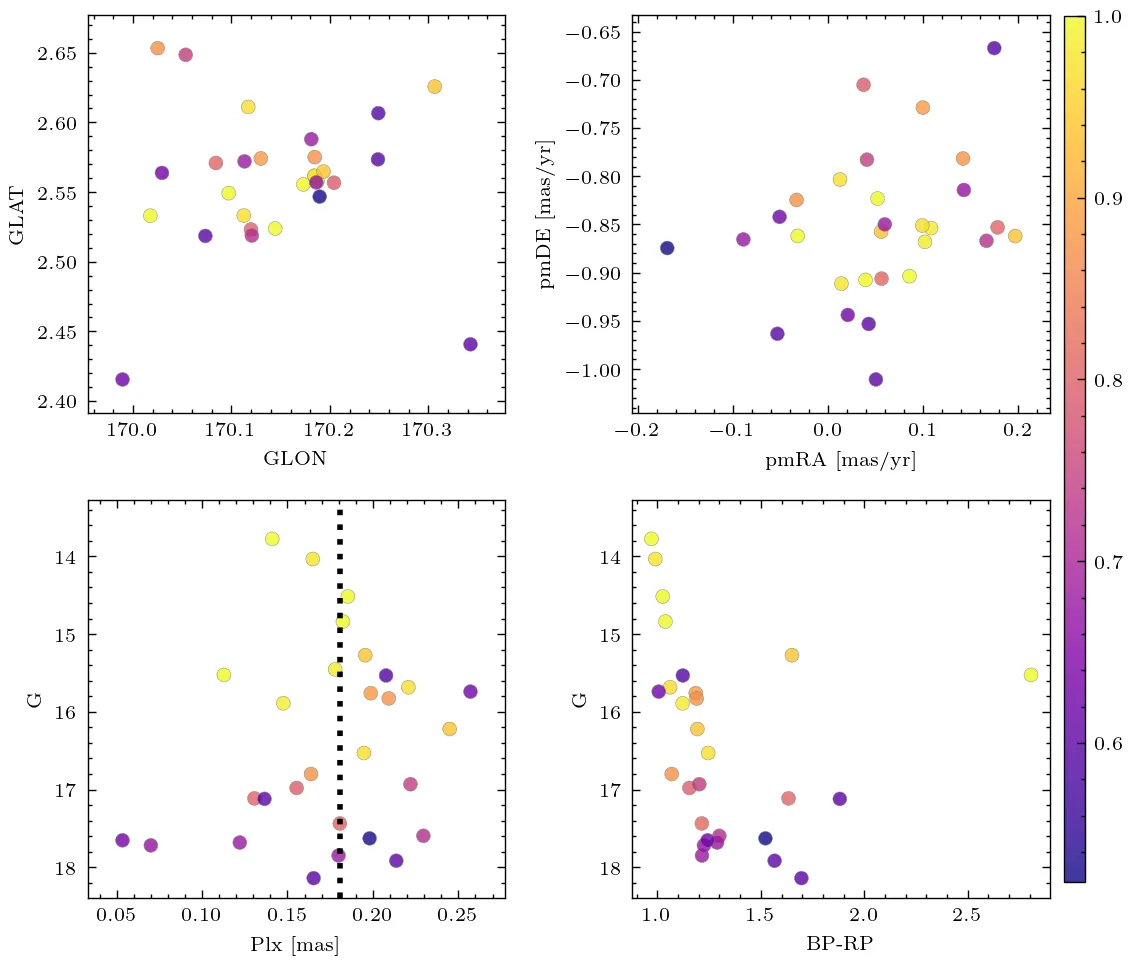 2.65
2.60
2.55
2.50
2.45
2.40
GLAT
170.0 170.1 170.2 170.3
GLON
−0.65
−0.70
−0.75
−0.80
−0.85
−0.90
−0.95
−1.00
pmDE [mas/yr]
−0.2 −0.1 0.0 0.1 0.2
pmRA [mas/yr]
14
15
16
17
18
G
0.05 0.10 0.15 0.20 0.25
Plx [mas]
14
15
16
17
18
G
1.0 1.5 2.0 2.5
BP-RP
1.0
0.9
0.8
0.7
0.6